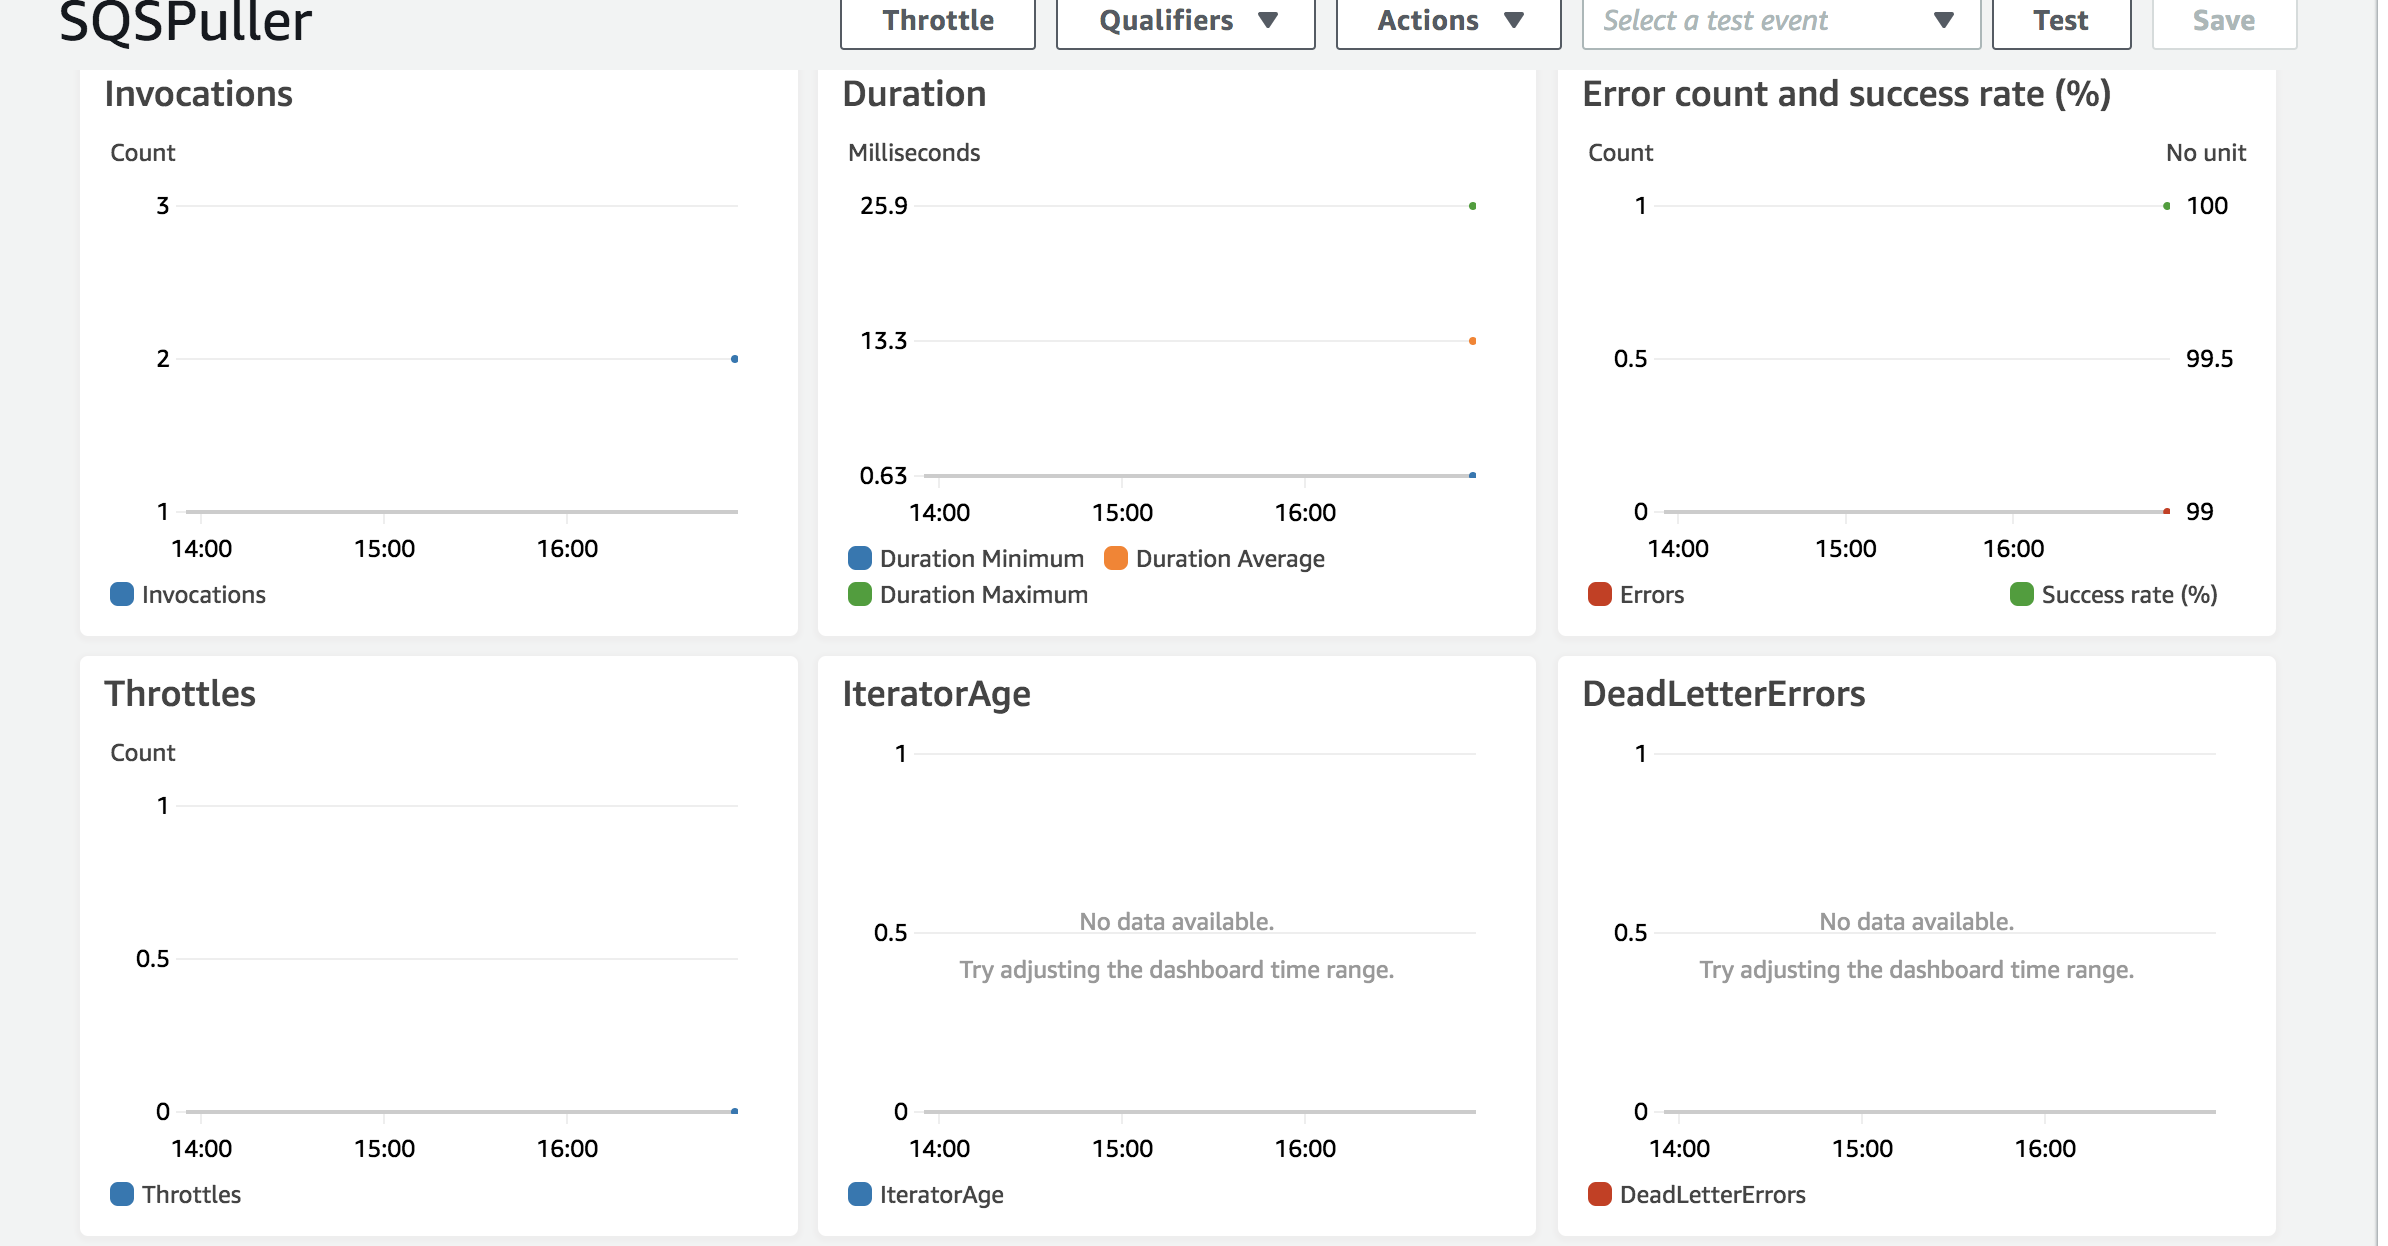 SQSPuller
Throttle
Qualifiers
Actions
Select a test event
Test
Save
Invocations
Count
3
2
1
14:00 15:00 16:00
Invocations
Duration
Milliseconds
25.9
13.3
0.63
14:00 15:00 16:00
Duration Minimum Duration Average
Duration Maximum
Error count and success rate (%)
Count No unit
1 100
0.5 99.5
0 99
14:00 15:00 16:00
Errors Success rate (%)
Throttles
Count
1
0.5
0
14:00 15:00 16:00
Throttles
IteratorAge
1
No data available.
0.5
Try adjusting the dashboard time range.
0
14:00 15:00 16:00
IteratorAge
DeadLetterErrors
1
No data available.
0.5
Try adjusting the dashboard time range.
0
14:00 15:00 16:00
DeadLetterErrors